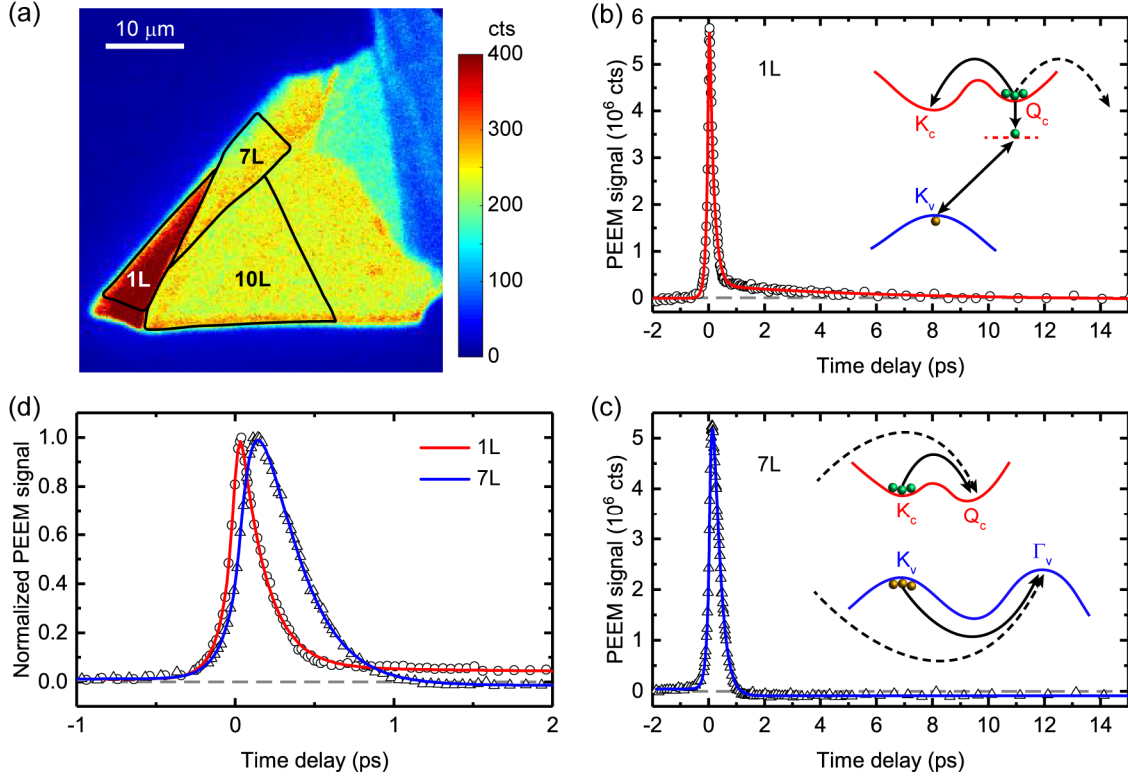 (a)
10 μm
7L
1L
10L
cts
400
300
200
100
0
(b)
PEEM signal (10⁶ cts)
6
5
4
3
2
1
0
1L
K_c
Q_c
K_v
-2 0 2 4 6 8 10 12 14
Time delay (ps)
(d)
Normalized PEEM signal
1.0
0.8
0.6
0.4
0.2
0.0
1L
7L
-1 0 1 2
Time delay (ps)
(c)
PEEM signal (10⁶ cts)
5
4
3
2
1
0
7L
K_c
Q_c
K_v
Γ_v
-2 0 2 4 6 8 10 12 14
Time delay (ps)